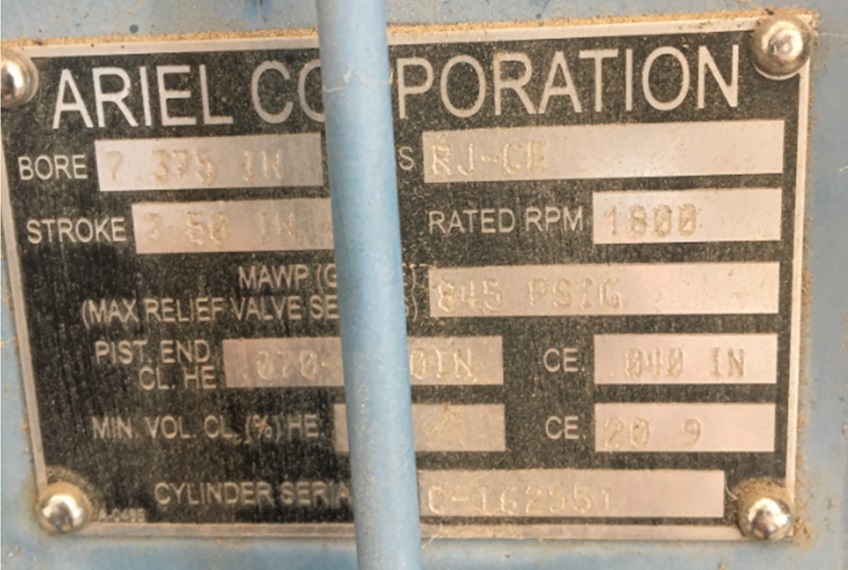 ARIEL CO PORATION
BORE 7 375 IN S RJ-CE
STROKE 3 50 IN RATED RPM 1800
MAWP (G
(MAX RELIEF VALVE SE S) 845 PSIG
PIST. END CL. HE .070- 0IN CE. .040 IN
MIN. VOL. CL. (%) HE. CE. 20 9
CYLINDER SERIA C-162551